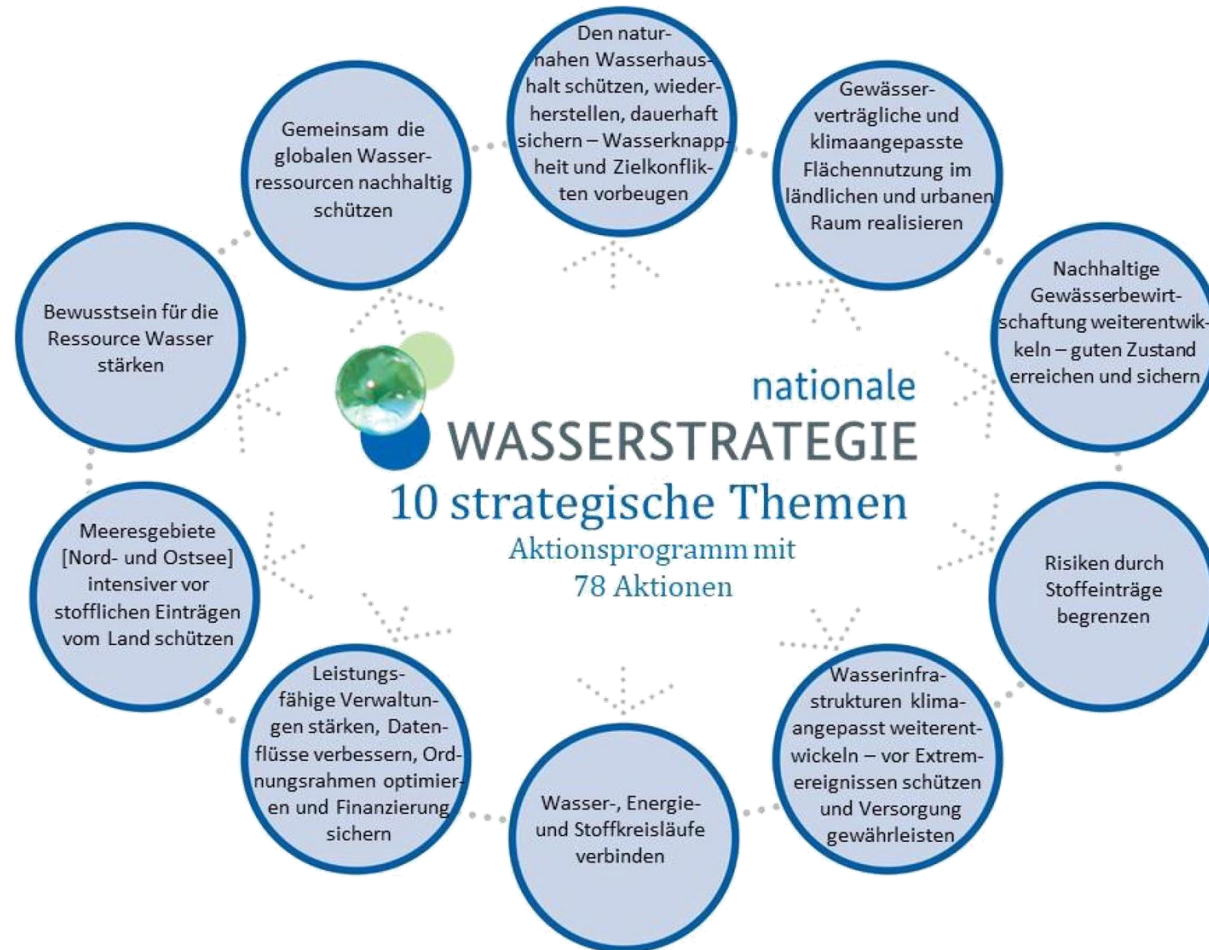 Den natur-
nahen Wasserhaus-
halt schützen, wieder-
herstellen, dauerhaft
sichern – Wasserknapp-
heit und Zielkonflik-
ten vorbeugen
Gewässer-
verträgliche und
klimaangepasste
Flächennutzung im
ländlichen und urbanen
Raum realisieren
Nachhaltige
Gewässerbewirt-
schaftung weiterentwik-
keln – guten Zustand
erreichen und sichern
Risiken durch
Stoffeinträge
begrenzen
Wasserinfra-
strukturen klima-
angepasst weiterent-
wickeln – vor Extrem-
ereignissen schützen
und Versorgung
gewährleisten
Wasser-, Energie-
und Stoffkreisläufe
verbinden
Leistungs-
fähige Verwaltun-
gen stärken, Daten-
flüsse verbessern, Ord-
nungsrahmen optimier-
en und Finanzierung
sichern
Meeresgebiete
[Nord- und Ostsee]
intensiver vor
stofflichen Einträgen
vom Land schützen
Bewusstsein für die
Ressource Wasser
stärken
Gemeinsam die
globalen Wasser-
ressourcen nachhaltig
schützen
nationale
WASSERSTRATEGIE
10 strategische Themen
Aktionsprogramm mit
78 Aktionen